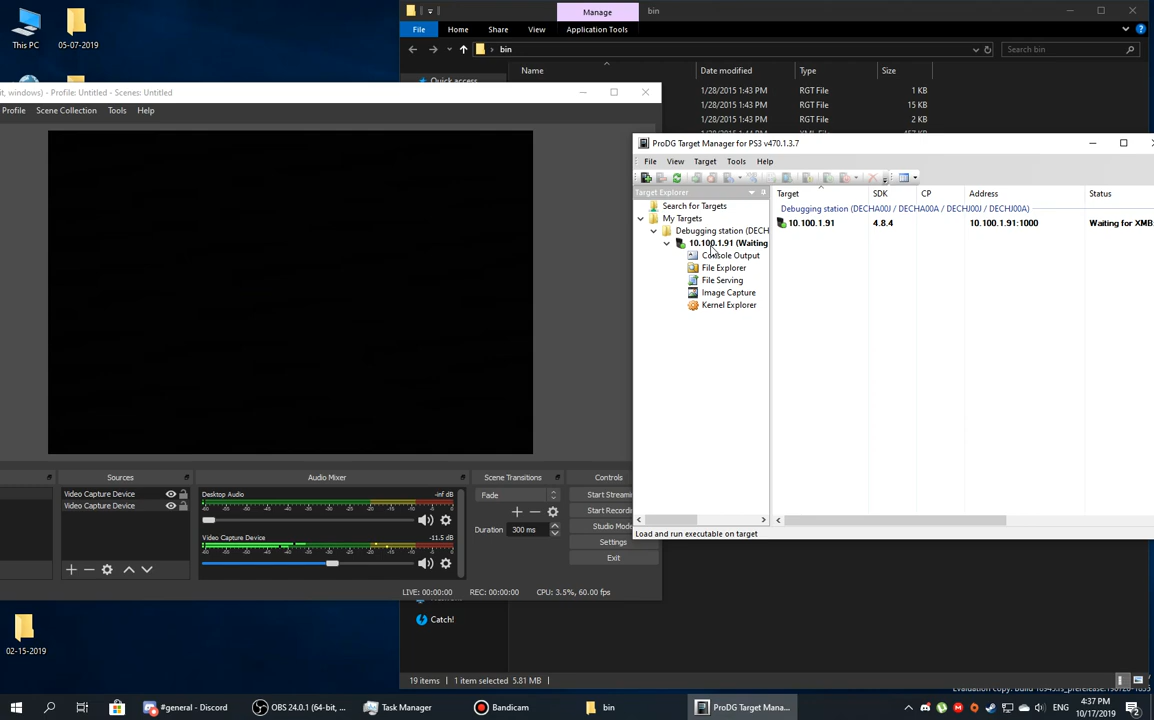 This PC
05-07-2019
Manage
bin
File
Home
Share
View
Application Tools
bin
Search bin
Quick access
Name
Date modified
Type
Size
1/28/2015 1:43 PM
RGT File
1 KB
1/28/2015 1:43 PM
RGT File
15 KB
1/28/2015 1:43 PM
RGT File
2 KB
it, windows) - Profile: Untitled - Scenes: Untitled
Profile
Scene Collection
Tools
Help
ProDG Target Manager for PS3 v470.1.3.7
File
View
Target
Tools
Help
Target Explorer
Search for Targets
My Targets
Debugging station (DECH
10.100.1.91 (Waiting
Console Output
File Explorer
File Serving
Image Capture
Kernel Explorer
Target
SDK
CP
Address
Status
Debugging station (DECHA00J / DECHA00A / DECHJ00J / DECHJ00A)
10.100.1.91
4.8.4
10.100.1.91:1000
Waiting for XMB
Load and run executable on target
Sources
Video Capture Device
Video Capture Device
Audio Mixer
Desktop Audio
-inf dB
Video Capture Device
-11.5 dB
Scene Transitions
Fade
Duration
300 ms
Controls
Start Streami
Start Recordin
Studio Mode
Settings
Exit
LIVE: 00:00:00
REC: 00:00:00
CPU: 3.5%, 60.00 fps
Catch!
02-15-2019
19 items
1 item selected 5.81 MB
#general - Discord
OBS 24.0.1 (64-bit, ...
Task Manager
Bandicam
bin
ProDG Target Mana...
ENG
4:37 PM
10/17/2019
2